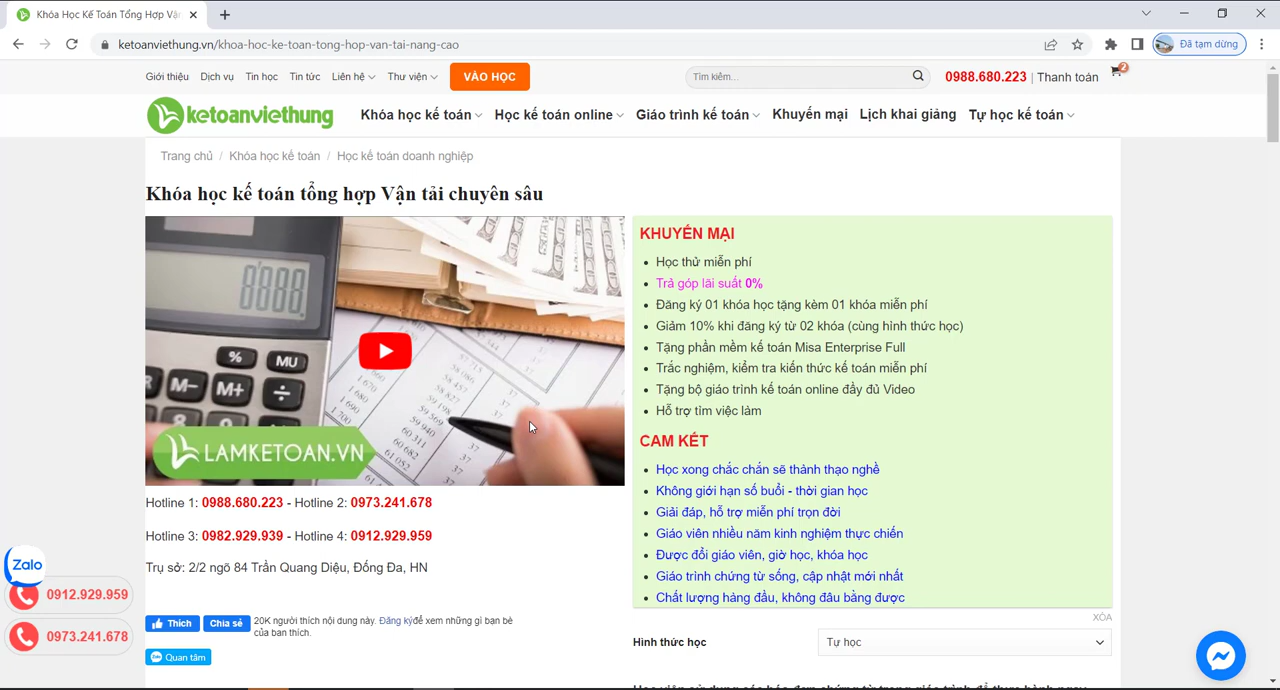 Khóa Học Kế Toán Tổng Hợp Vận
ketoanviethung.vn/khoa-hoc-ke-toan-tong-hop-van-tai-nang-cao
Đã tạm dừng
Giới thiệu Dịch vụ Tin học Tin tức Liên hệ Thư viện VÀO HỌC Tìm kiếm... 0988.680.223 | Thanh toán 2
ketoanviethung Khóa học kế toán Học kế toán online Giáo trình kế toán Khuyến mại Lịch khai giảng Tự học kế toán
Trang chủ / Khóa học kế toán / Học kế toán doanh nghiệp
Khóa học kế toán tổng hợp Vận tải chuyên sâu
0000
%
MU
M-
M+
÷
LAMKETOAN.VN
KHUYẾN MẠI
Học thử miễn phí
Trả góp lãi suất 0%
Đăng ký 01 khóa học tặng kèm 01 khóa miễn phí
Giảm 10% khi đăng ký từ 02 khóa (cùng hình thức học)
Tặng phần mềm kế toán Misa Enterprise Full
Trắc nghiệm, kiểm tra kiến thức kế toán miễn phí
Tặng bộ giáo trình kế toán online đầy đủ Video
Hỗ trợ tìm việc làm
CAM KẾT
Học xong chắc chắn sẽ thành thạo nghề
Không giới hạn số buổi - thời gian học
Giải đáp, hỗ trợ miễn phí trọn đời
Giáo viên nhiều năm kinh nghiệm thực chiến
Được đổi giáo viên, giờ học, khóa học
Giáo trình chứng từ sống, cập nhật mới nhất
Chất lượng hàng đầu, không đâu bằng được
Hotline 1: 0988.680.223 - Hotline 2: 0973.241.678
Hotline 3: 0982.929.939 - Hotline 4: 0912.929.959
Trụ sở: 2/2 ngõ 84 Trần Quang Diệu, Đống Đa, HN
Zalo
0912.929.959
0973.241.678
Thích Chia sẻ 20K người thích nội dung này. Đăng ký để xem những gì bạn bè
của bạn thích.
Quan tâm
XÓA
Hình thức học Tự học